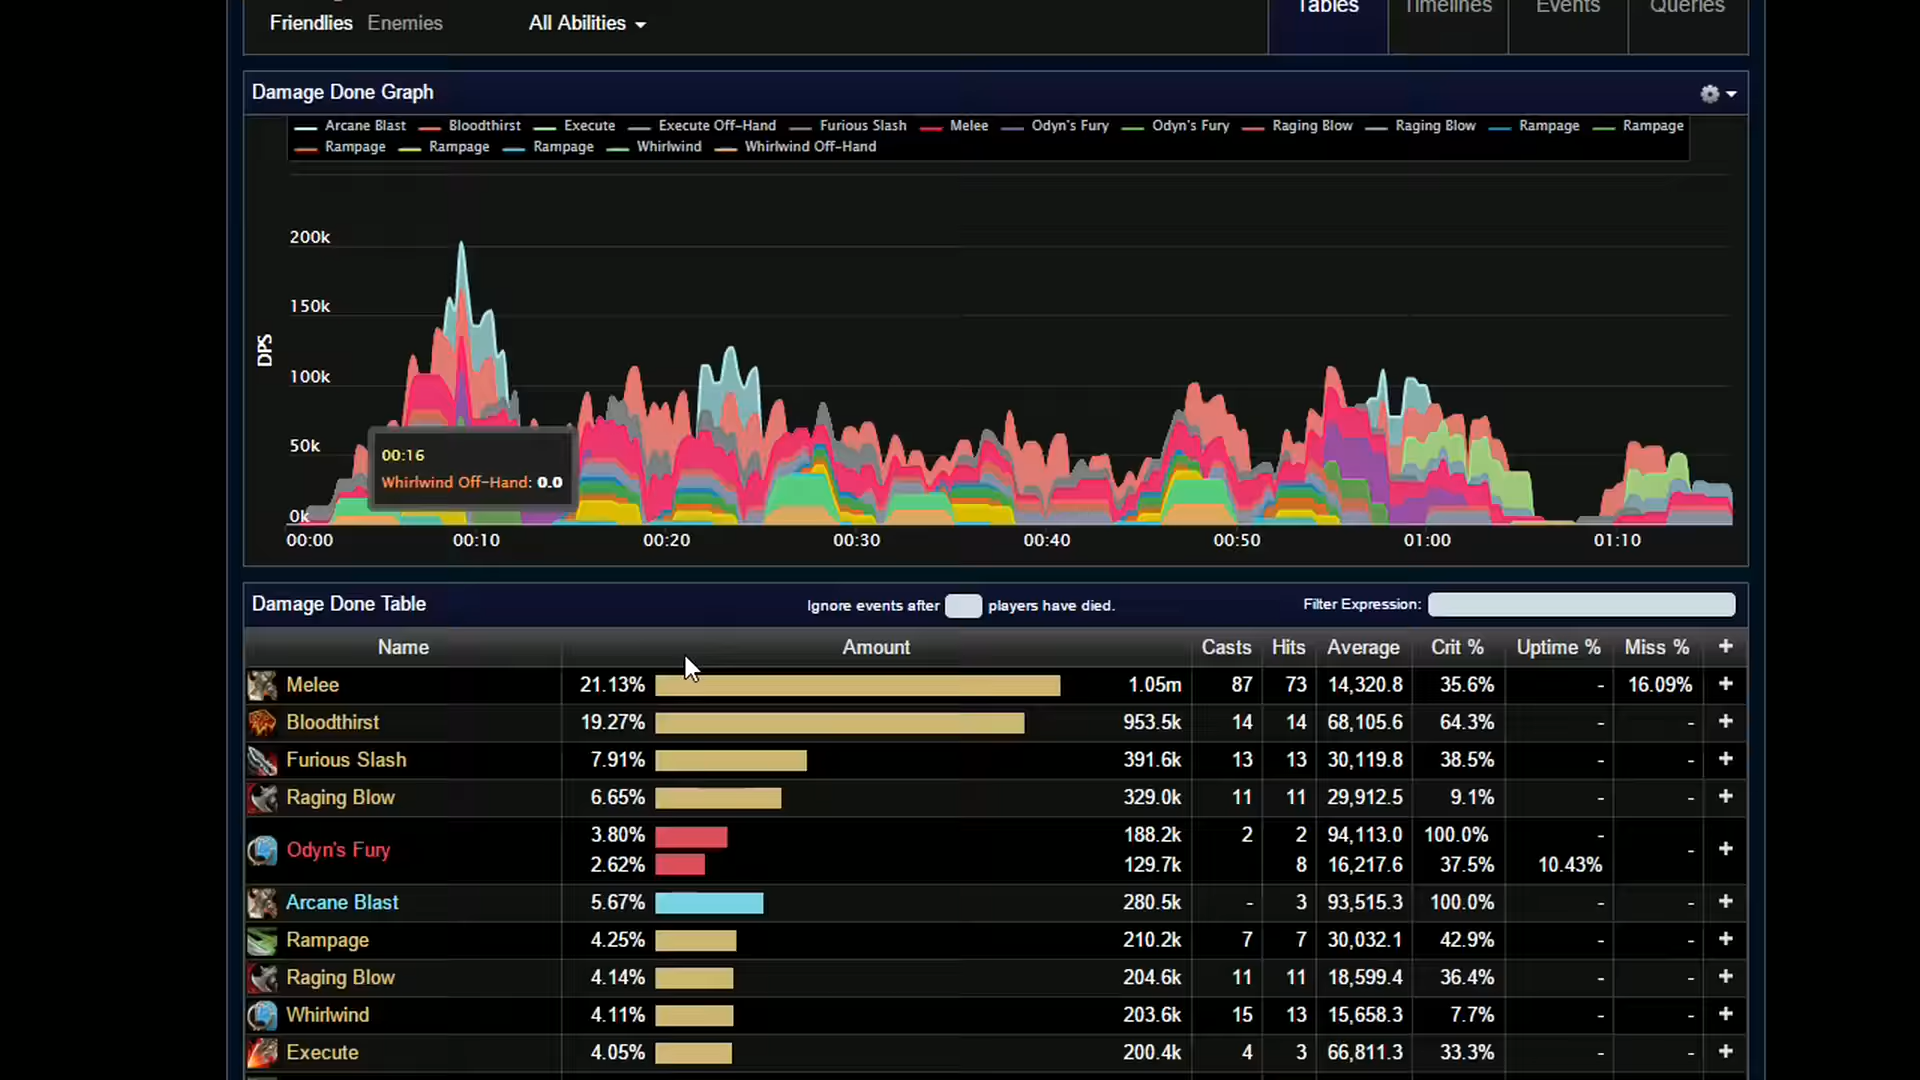 Friendlies Enemies All Abilities Tables Timelines Events Queries
Damage Done Graph
Arcane Blast Bloodthirst Execute Execute Off-Hand Furious Slash Melee Odyn's Fury Odyn's Fury Raging Blow Raging Blow Rampage Rampage
Rampage Rampage Rampage Whirlwind Whirlwind Off-Hand
200k
150k
DPS
100k
50k
0k
00:16
Whirlwind Off-Hand: 0.0
00:00 00:10 00:20 00:30 00:40 00:50 01:00 01:10
Damage Done Table Ignore events after players have died. Filter Expression:
Name Amount Casts Hits Average Crit % Uptime % Miss % +
Melee 21.13% 1.05m 87 73 14,320.8 35.6% - 16.09% +
Bloodthirst 19.27% 953.5k 14 14 68,105.6 64.3% - - +
Furious Slash 7.91% 391.6k 13 13 30,119.8 38.5% - - +
Raging Blow 6.65% 329.0k 11 11 29,912.5 9.1% - - +
Odyn's Fury 3.80% 188.2k 2 2 94,113.0 100.0% - - +
2.62% 129.7k 8 16,217.6 37.5% 10.43%
Arcane Blast 5.67% 280.5k - 3 93,515.3 100.0% - - +
Rampage 4.25% 210.2k 7 7 30,032.1 42.9% - - +
Raging Blow 4.14% 204.6k 11 11 18,599.4 36.4% - - +
Whirlwind 4.11% 203.6k 15 13 15,658.3 7.7% - - +
Execute 4.05% 200.4k 4 3 66,811.3 33.3% - - +